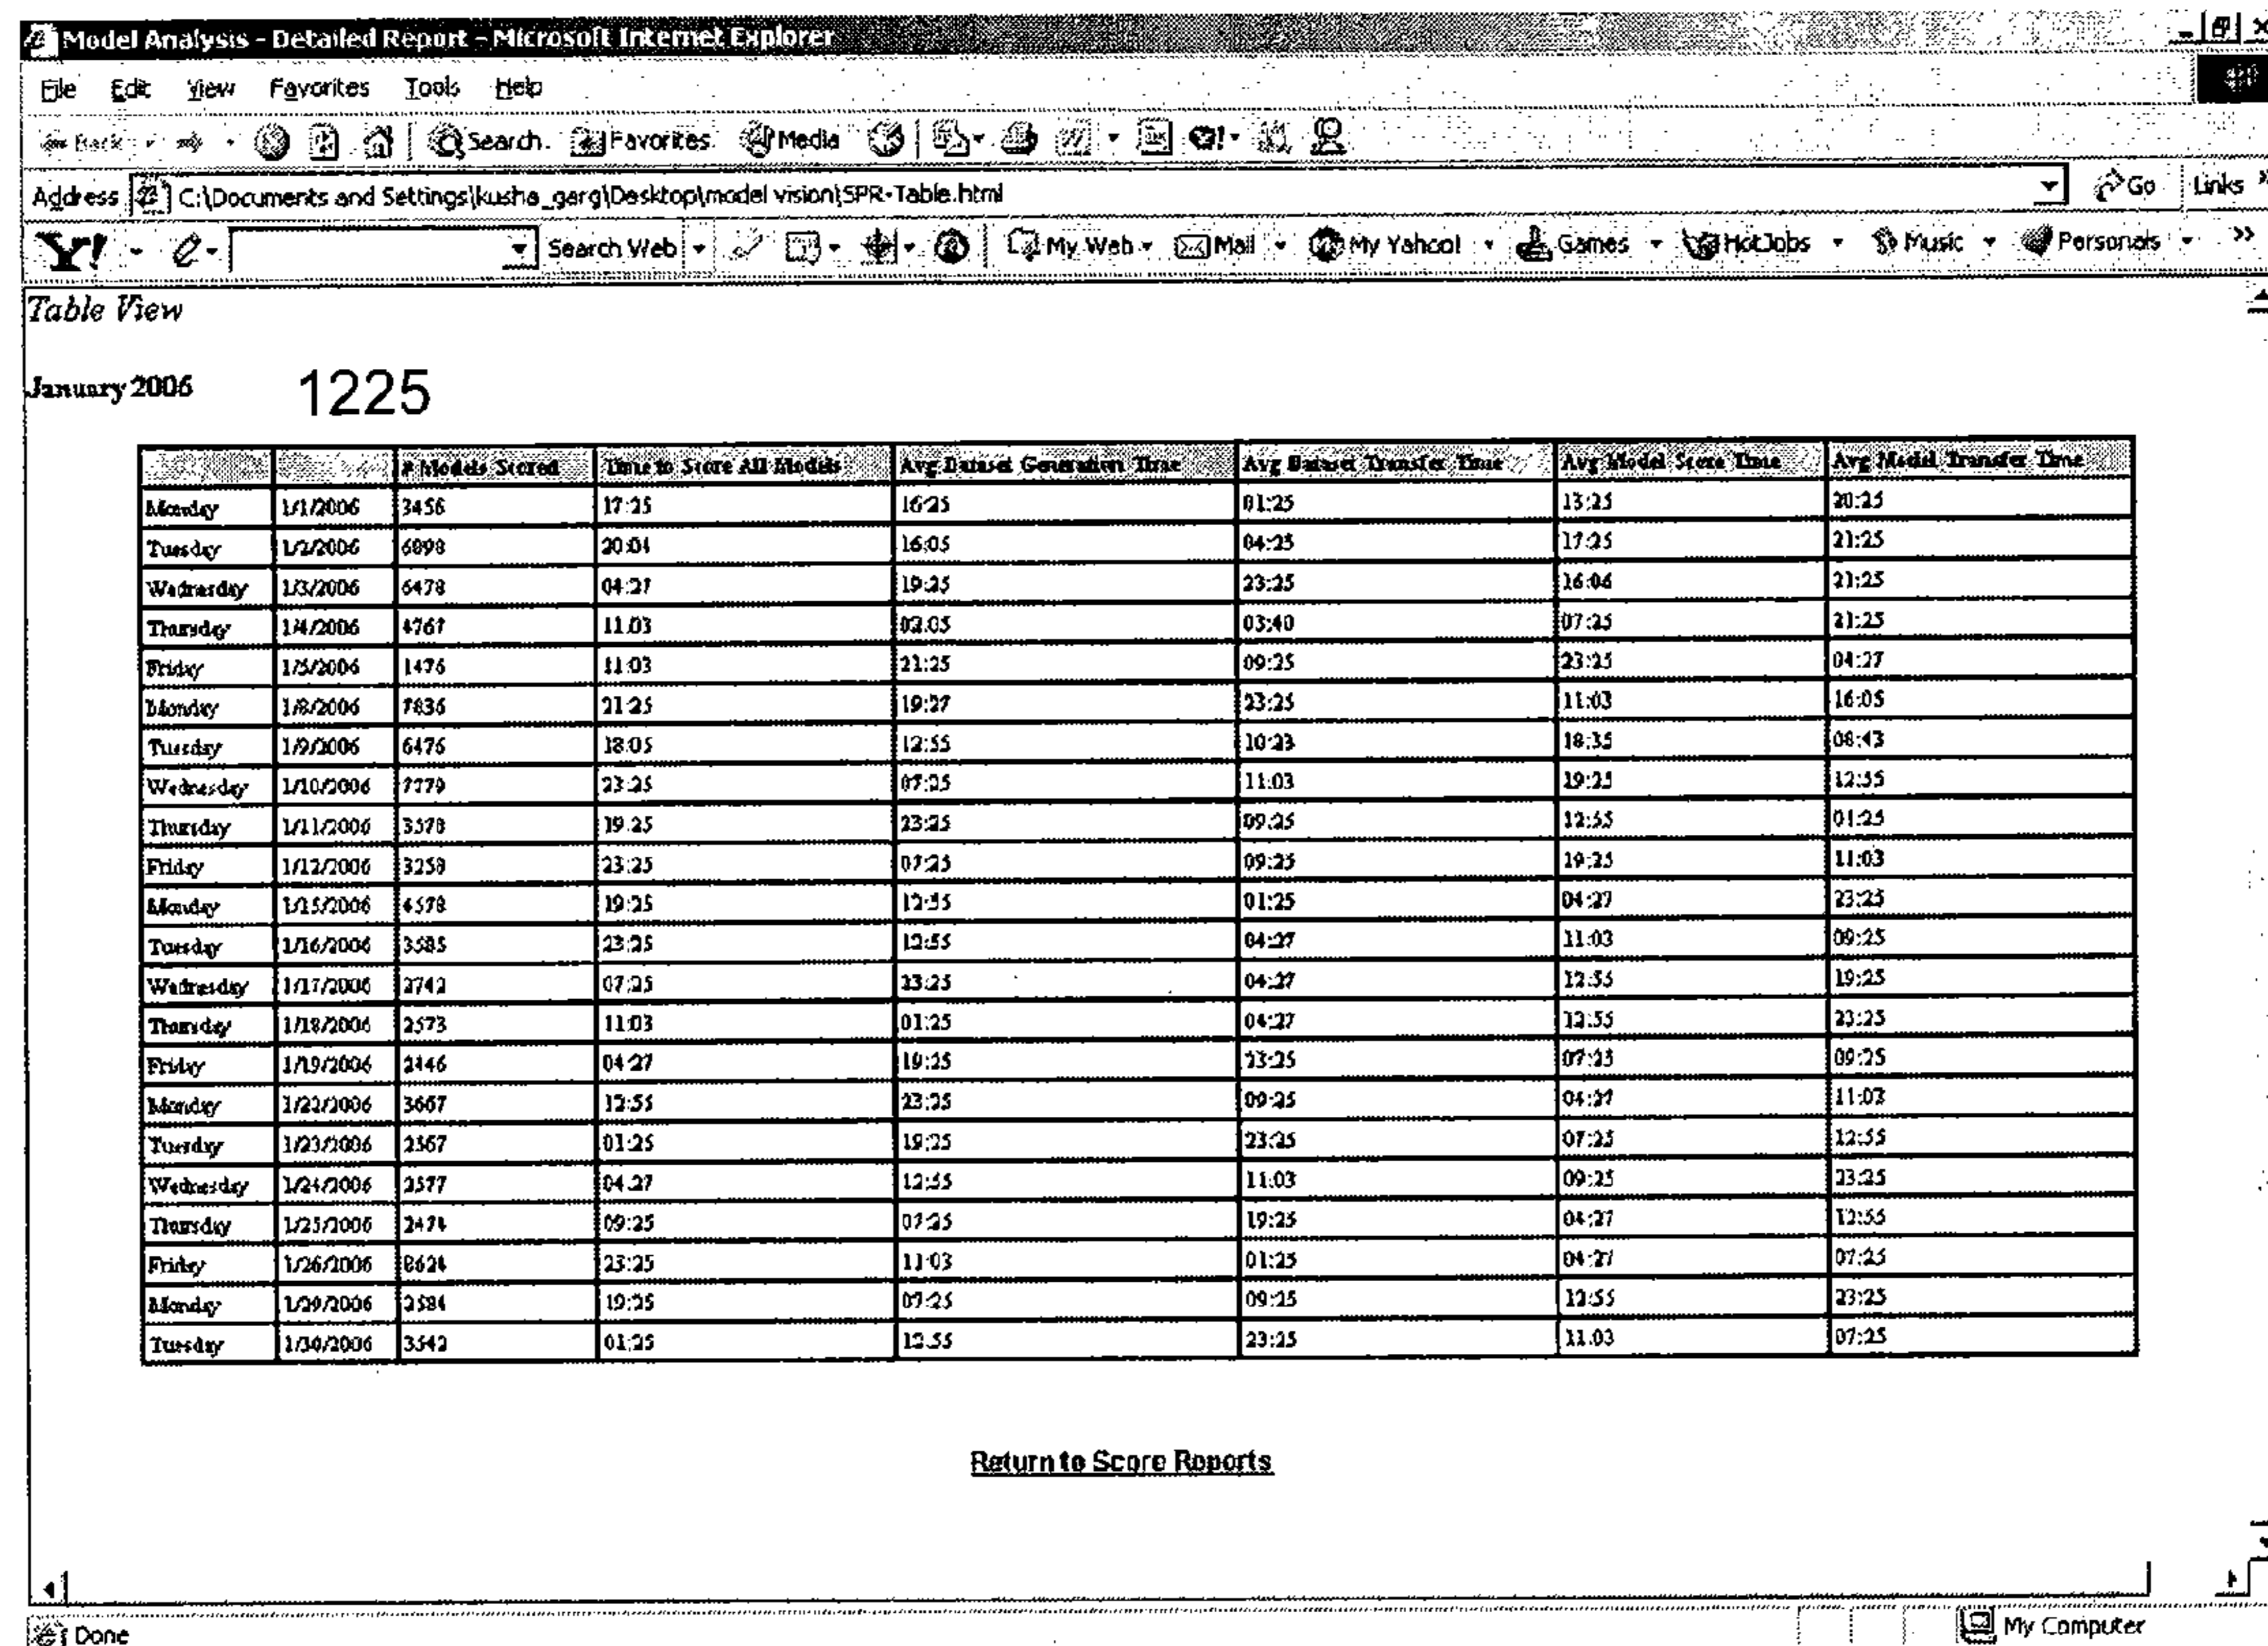 Model Analysis - Detailed Report - Microsoft Internet Explorer
File Edit View Favorites Tools Help
Back Search Favorites Media
Address C:\Documents and Settings\kusha_garg\Desktop\model vision\SPR-Table.html Go Links »
Y! Search Web My Web Mail My Yahoo! Games HotJobs Music Personals »
Table View
January 2006 1225
# Models Scored Time to Score All Models Avg Dataset Generation Time Avg Dataset Transfer Time Avg Model Score Time Avg Model Transfer Time
Monday 1/1/2006 3456 17:25 16:25 01:25 13:25 20:25
Tuesday 1/2/2006 6898 20:04 16:05 04:25 17:25 21:25
Wednesday 1/3/2006 6478 04:27 19:25 23:25 16:06 21:25
Thursday 1/4/2006 4767 11:03 02:05 03:40 07:25 21:25
Friday 1/5/2006 1476 11:03 21:25 09:25 23:25 04:27
Monday 1/8/2006 7836 21:25 19:27 23:25 11:03 16:05
Tuesday 1/9/2006 6476 18:05 12:55 10:23 18:35 08:43
Wednesday 1/10/2006 7779 23:25 07:25 11:03 19:25 12:55
Thursday 1/11/2006 3578 19:25 23:25 09:25 12:55 01:25
Friday 1/12/2006 3258 23:25 07:25 09:25 19:25 11:03
Monday 1/15/2006 4578 19:25 12:55 01:25 04:27 23:25
Tuesday 1/16/2006 3585 23:25 12:55 04:27 11:03 09:25
Wednesday 1/17/2006 2742 07:25 23:25 04:27 12:55 19:25
Thursday 1/18/2006 2573 11:03 01:25 04:27 12:55 23:25
Friday 1/19/2006 2446 04:27 19:25 23:25 07:25 09:25
Monday 1/22/2006 3667 12:55 23:25 09:25 04:27 11:03
Tuesday 1/23/2006 2567 01:25 19:25 23:25 07:25 12:55
Wednesday 1/24/2006 2577 04:27 12:55 11:03 09:25 23:25
Thursday 1/25/2006 2474 09:25 07:25 19:25 04:27 12:55
Friday 1/26/2006 8624 23:25 11:03 01:25 04:27 07:25
Monday 1/29/2006 2584 19:25 07:25 09:25 12:55 23:25
Tuesday 1/30/2006 3542 01:25 12:55 23:25 11:03 07:25
Return to Score Reports
Done My Computer